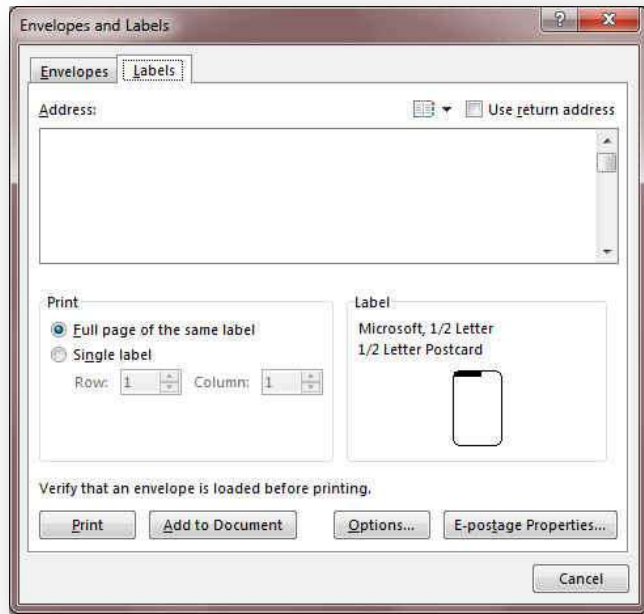 Envelopes and Labels
Envelopes Labels
Address: Use return address
Print
Full page of the same label
Single label
Row: 1 Column: 1
Label
Microsoft, 1/2 Letter
1/2 Letter Postcard
Verify that an envelope is loaded before printing.
Print Add to Document Options... E-postage Properties...
Cancel